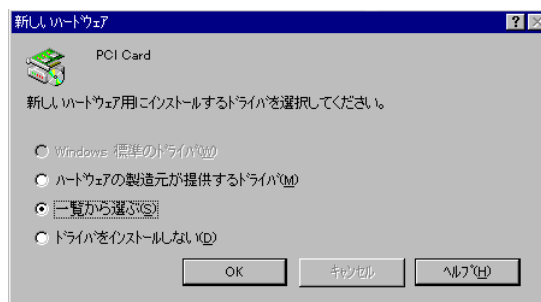 新しいﾊｰﾄﾞｳｪｱ
PCI Card
新しいﾊｰﾄﾞｳｪｱ用にｲﾝｽﾄｰﾙするﾄﾞﾗｲﾊﾞを選択してください。
Windows 標準のﾄﾞﾗｲﾊﾞ(W)
ﾊｰﾄﾞｳｪｱの製造元が提供するﾄﾞﾗｲﾊﾞ(M)
一覧から選ぶ(S)
ﾄﾞﾗｲﾊﾞをｲﾝｽﾄｰﾙしない(D)
OK ｷｬﾝｾﾙ ﾍﾙﾌﾟ(H)